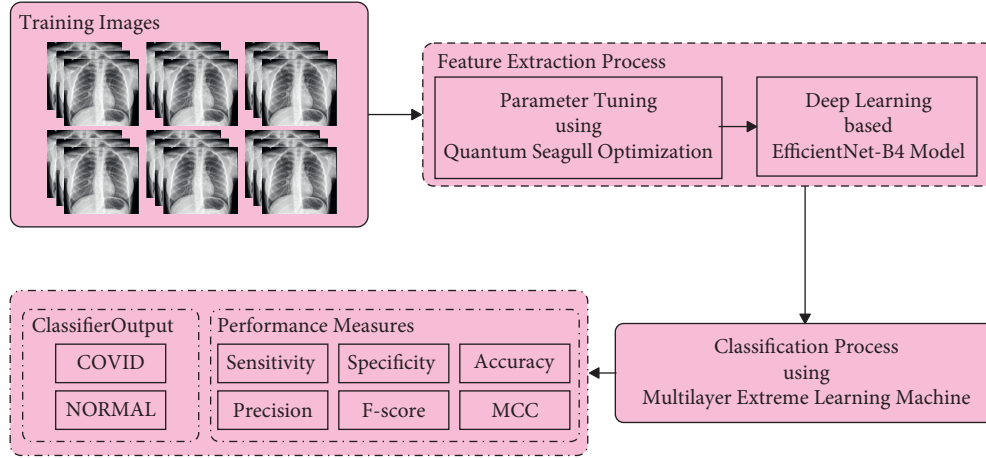 Training Images
Feature Extraction Process
Parameter Tuning
using
Quantum Seagull Optimization
Deep Learning
based
EfficientNet-B4 Model
Classification Process
using
Multilayer Extreme Learning Machine
ClassifierOutput
COVID
NORMAL
Performance Measures
Sensitivity
Specificity
Accuracy
Precision
F-score
MCC